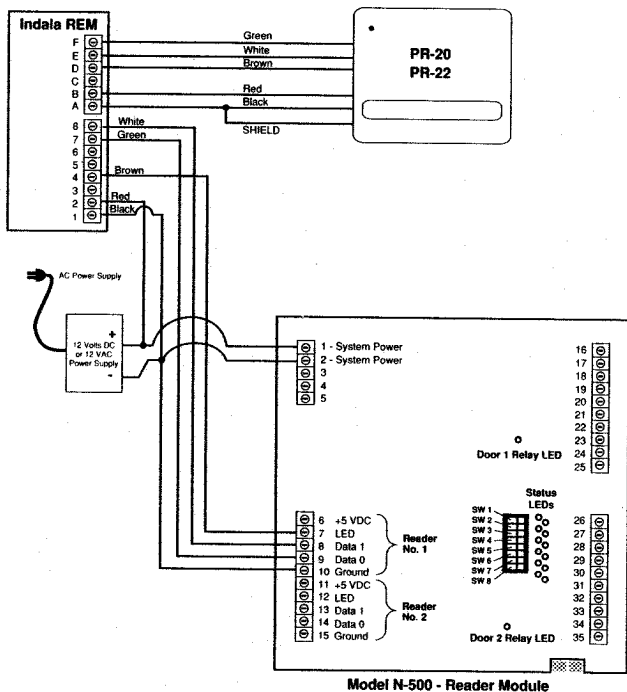 Indala REM
F
E
D
C
B
A
8
7
6
5
4
3
2
1
Green
White
Brown
Red
Black
SHIELD
PR-20
PR-22
White
Green
Brown
Red
Black
AC Power Supply
12 Volts DC
or 12 VAC
Power Supply
+
-
1 - System Power
2 - System Power
3
4
5
6 +5 VDC
7 LED
8 Data 1
9 Data 0
10 Ground
Reader
No. 1
11 +5 VDC
12 LED
13 Data 1
14 Data 0
15 Ground
Reader
No. 2
16
17
18
19
20
21
22
23
24
25
Door 1 Relay LED
Status
LEDs
SW 1
SW 2
SW 3
SW 4
SW 5
SW 6
SW 7
SW 8
26
27
28
29
30
31
32
33
34
35
Door 2 Relay LED
Model N-500 - Reader Module